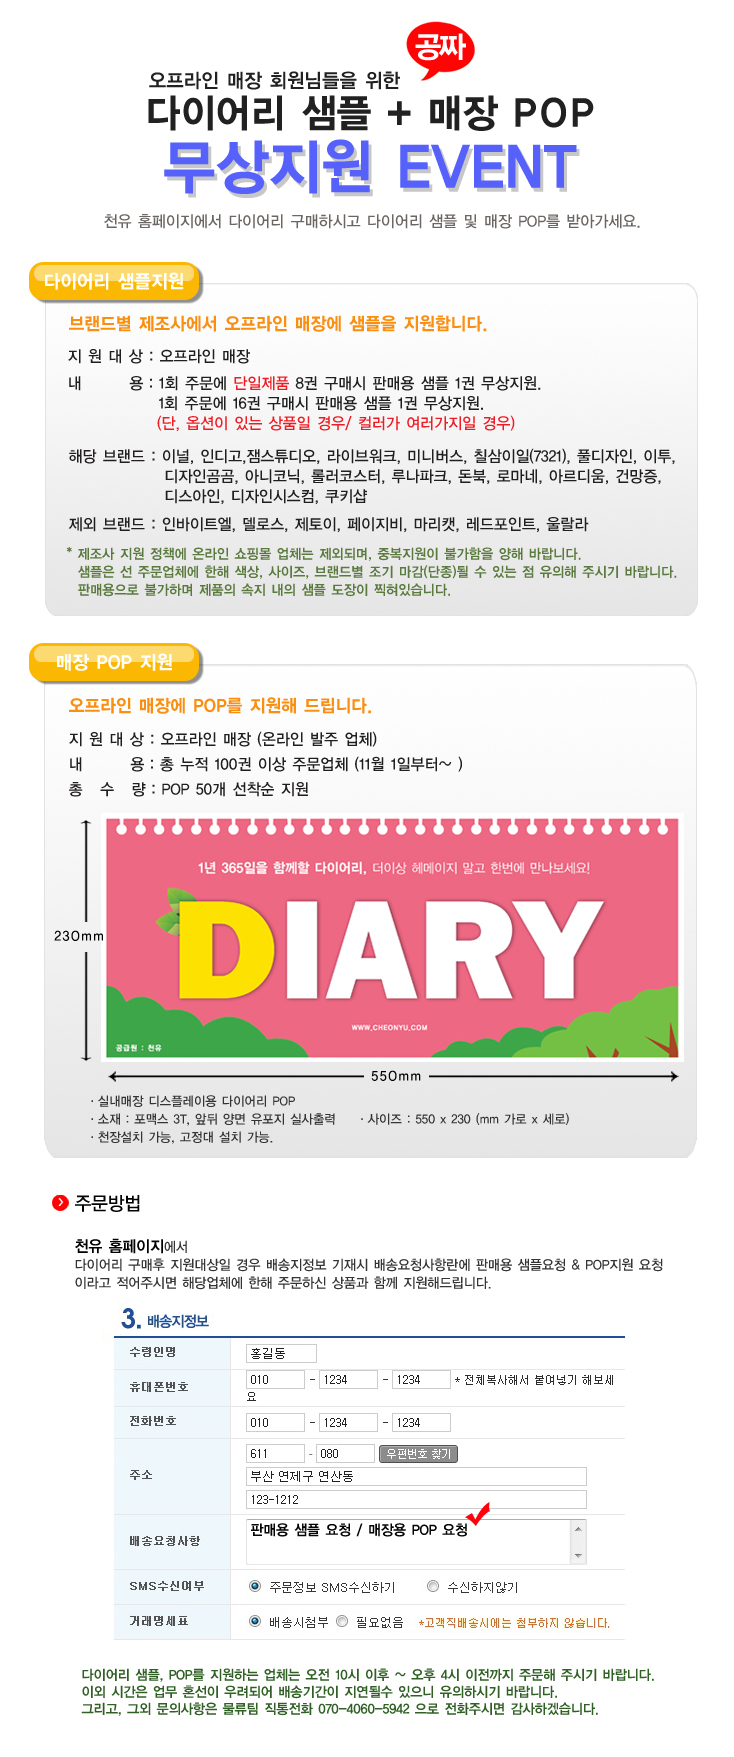 공짜
오프라인 매장 회원님들을 위한
다이어리 샘플 + 매장 POP
무상지원 EVENT
천유 홈페이지에서 다이어리 구매하시고 다이어리 샘플 및 매장 POP를 받아가세요.
다이어리 샘플지원
브랜드별 제조사에서 오프라인 매장에 샘플을 지원합니다.
지 원 대 상 : 오프라인 매장
내 용 : 1회 주문에 단일제품 8권 구매시 판매용 샘플 1권 무상지원.
1회 주문에 16권 구매시 판매용 샘플 1권 무상지원.
(단, 옵션이 있는 상품일 경우/ 컬러가 여러가지일 경우)
해당 브랜드 : 이널, 인디고,잼스튜디오, 라이브워크, 미니버스, 칠삼이일(7321), 풀디자인, 이투,
디자인곰곰, 아니코닉, 롤러코스터, 루나파크, 돈북, 로마네, 아르디움, 건망증,
디스아인, 디자인시스컴, 쿠키샵
제외 브랜드 : 인바이트엘, 델로스, 제토이, 페이지비, 마리캣, 레드포인트, 울랄라
* 제조사 지원 정책에 온라인 쇼핑몰 업체는 제외되며, 중복지원이 불가함을 양해 바랍니다.
샘플은 선 주문업체에 한해 색상, 사이즈, 브랜드별 조기 마감(단종)될 수 있는 점 유의해 주시기 바랍니다.
판매용으로 불가하며 제품의 속지 내의 샘플 도장이 찍혀있습니다.
매장 POP 지원
오프라인 매장에 POP를 지원해 드립니다.
지 원 대 상 : 오프라인 매장 (온라인 발주 업체)
내 용 : 총 누적 100권 이상 주문업체 (11월 1일부터~ )
총 수 량 : POP 50개 선착순 지원
1년 365일을 함께할 다이어리, 더이상 헤메이지 말고 한번에 만나보세요!
DIARY
230mm
WWW.CHEONYU.COM
공급원 : 천유
550mm
· 실내매장 디스플레이용 다이어리 POP
· 소재 : 포맥스 3T, 앞뒤 양면 유포지 실사출력 · 사이즈 : 550 x 230 (mm 가로 x 세로)
· 천장설치 가능, 고정대 설치 가능.
주문방법
천유 홈페이지에서
다이어리 구매후 지원대상일 경우 배송지정보 기재시 배송요청사항란에 판매용 샘플요청 & POP지원 요청
이라고 적어주시면 해당업체에 한해 주문하신 상품과 함께 지원해드립니다.
3. 배송지정보
수령인명 홍길동
휴대폰번호 010 - 1234 - 1234 * 전체복사해서 붙여넣기 해보세
요
전화번호 010 - 1234 - 1234
611 - 080 우편번호 찾기
주소 부산 연제구 연산동
123-1212
배송요청사항 판매용 샘플 요청 / 매장용 POP 요청
SMS수신여부 주문정보 SMS수신하기 수신하지않기
거래명세표 배송시첨부 필요없음 *고객직배송시에는 첨부하지 않습니다.
다이어리 샘플, POP를 지원하는 업체는 오전 10시 이후 ~ 오후 4시 이전까지 주문해 주시기 바랍니다.
이외 시간은 업무 혼선이 우려되어 배송기간이 지연될수 있으니 유의하시기 바랍니다.
그리고, 그외 문의사항은 물류팀 직통전화 070-4060-5942 으로 전화주시면 감사하겠습니다.